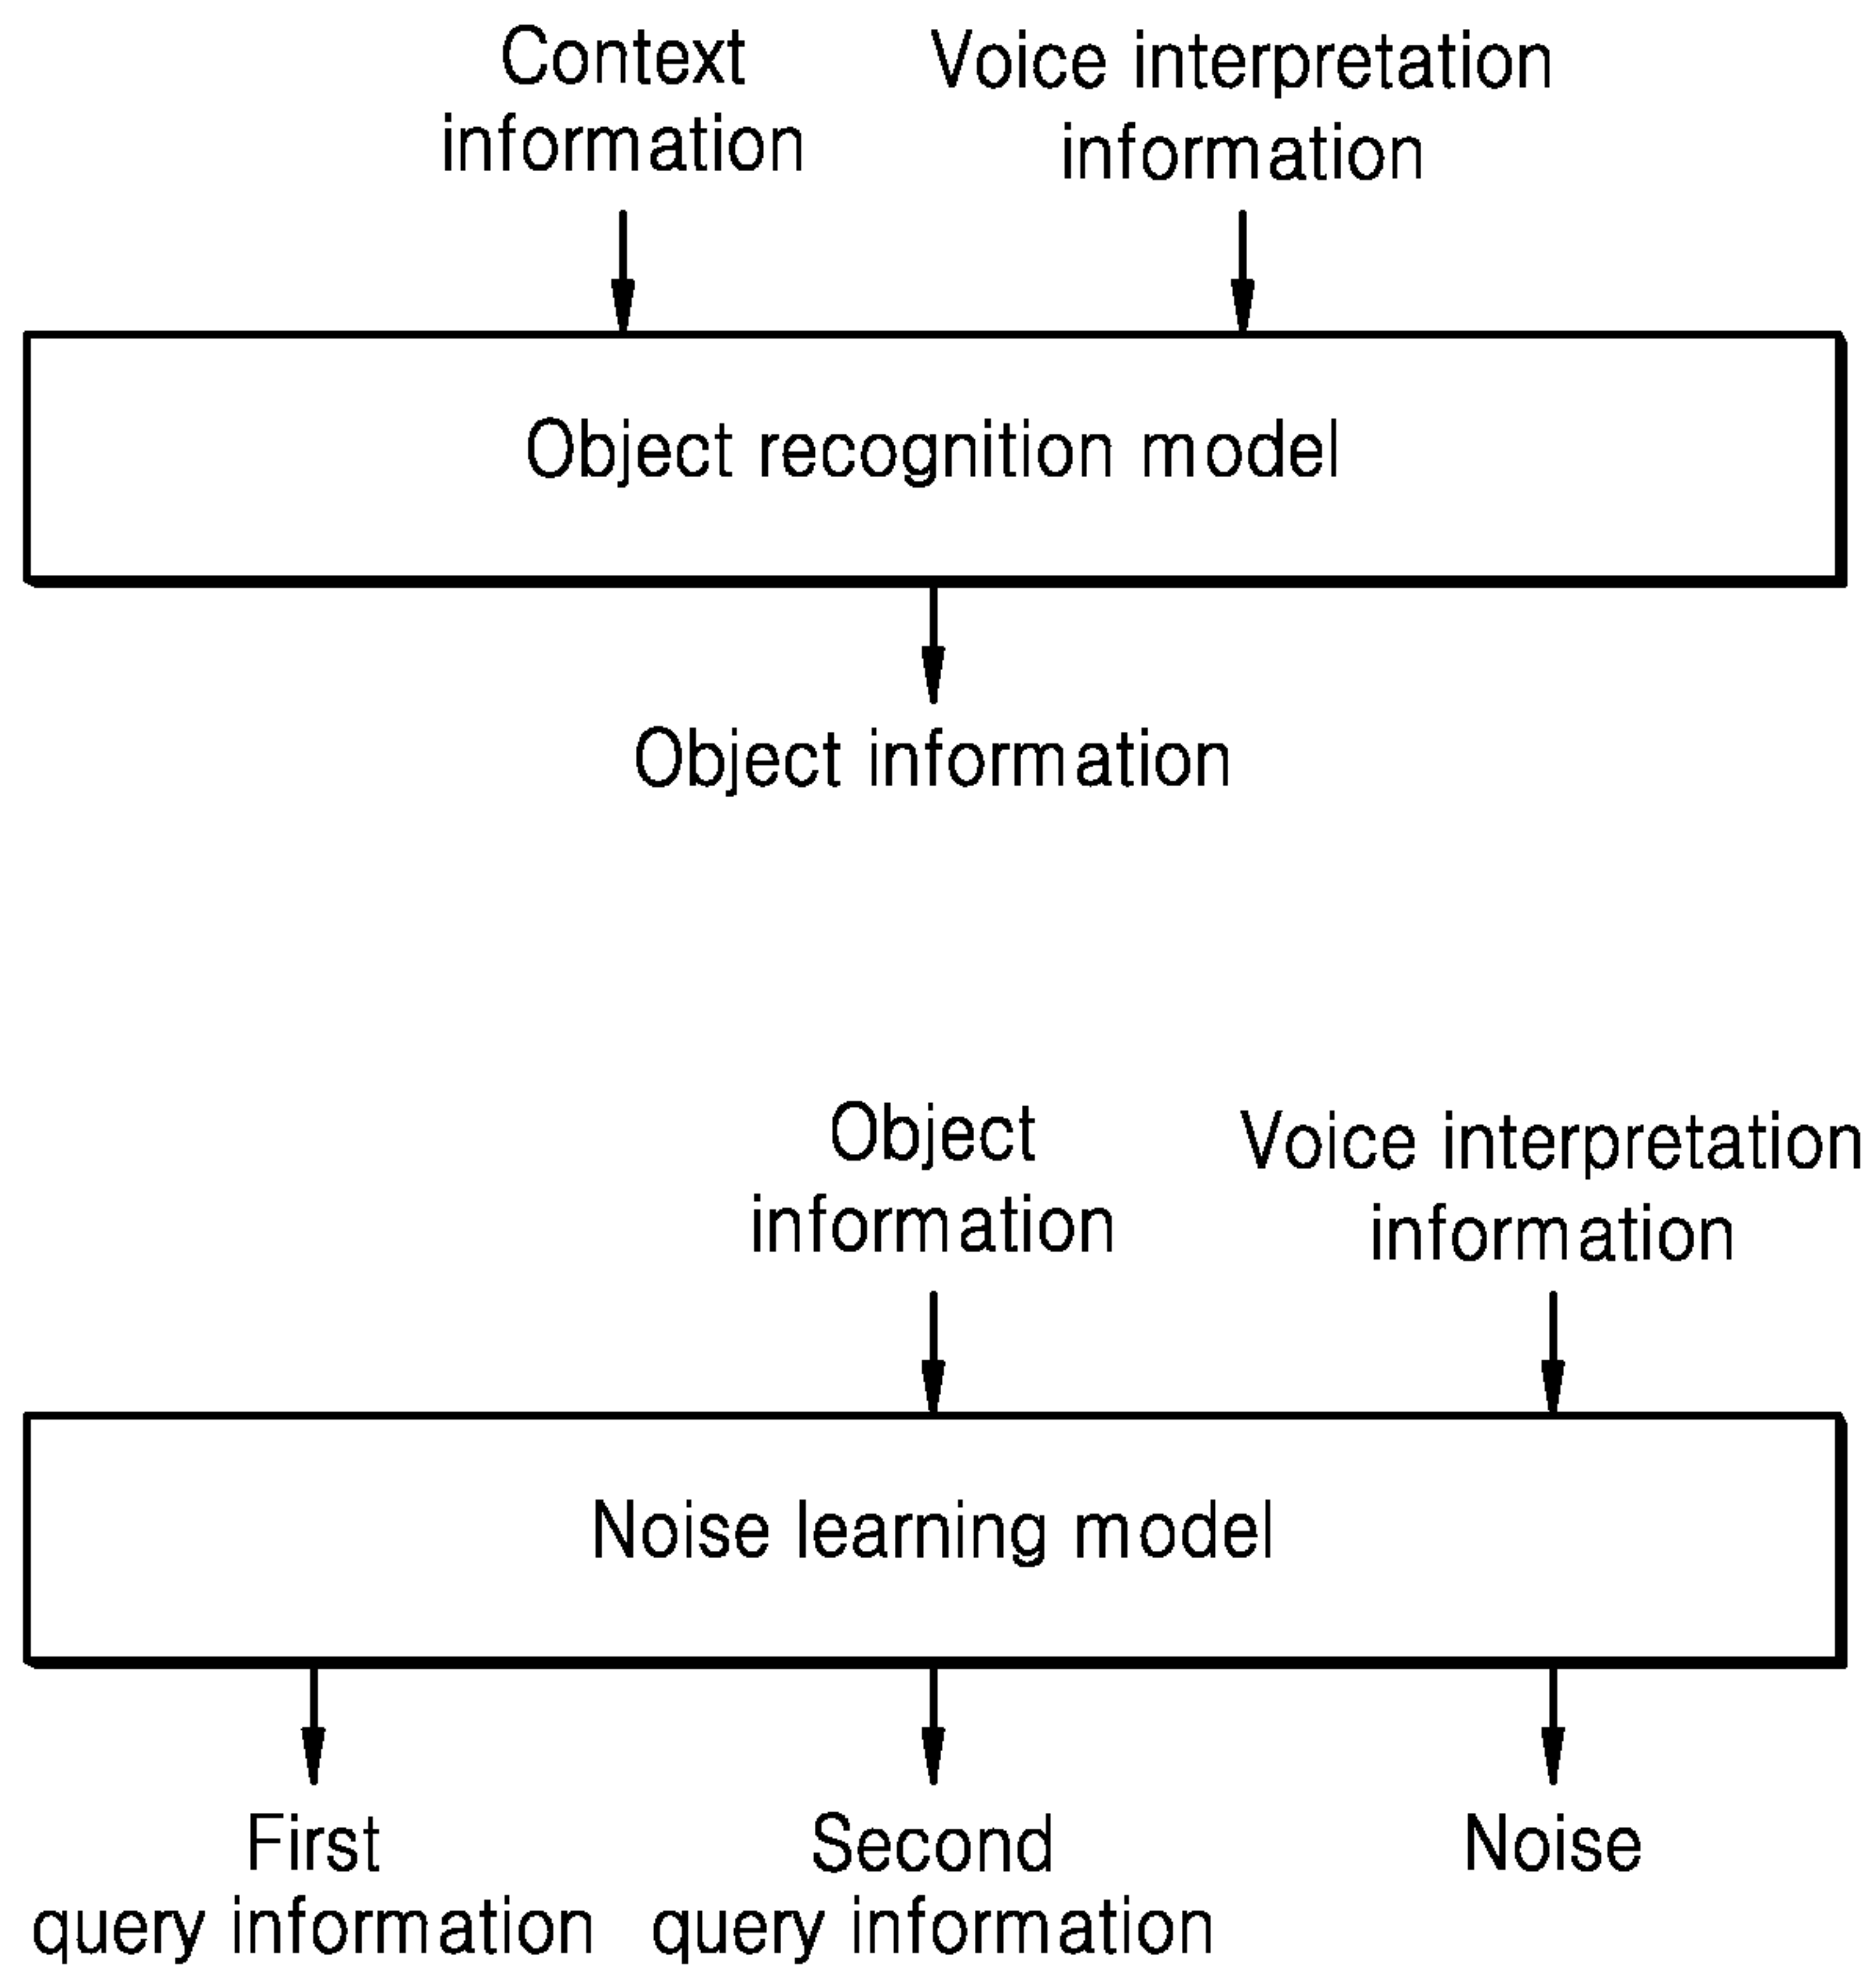 Context
information
Voice interpretation
information
Object recognition model
Object information
Object
information
Voice interpretation
information
Noise learning model
First
query information
Second
query information
Noise